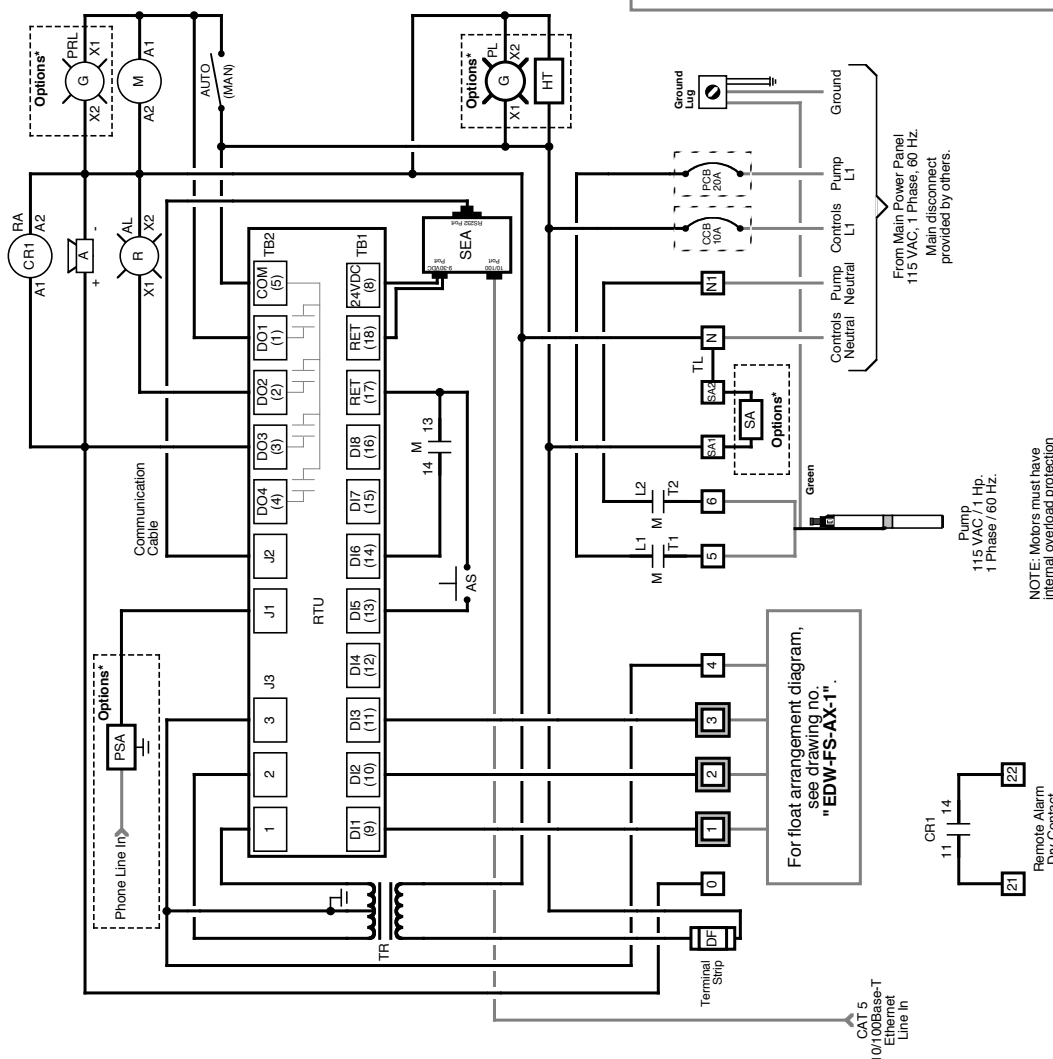 Options*
PRL
X1
G
X2
A1
M
A2
AUTO
(MAN)
Options*
PL
X2
G
X1
HT
RA
CR1
A2
A1
A
-
+
AL
R
X2
X1
Communication
Cable
Options*
PSA
Phone Line In
TB2
COM
(5)
DO1
(1)
DO2
(2)
DO3
(3)
DO4
(4)
J2
J1
J3
3
2
1
RTU
TB1
24VDC
(8)
RET
(18)
RET
(17)
DI8
(16)
DI7
(15)
DI6
(14)
DI5
(13)
DI4
(12)
DI3
(11)
DI2
(10)
DI1
(9)
RS232 Port
SEA
9-30VDC
Port
10/100
Port
M
13
14
AS
TR
Ground
Lug
PCB
20A
CCB
10A
N1
N
TL
SA2
SA1
SA
Options*
Ground
Pump
L1
Controls
L1
Pump
Neutral
Controls
Neutral
From Main Power Panel
115 VAC, 1 Phase, 60 Hz.
Main disconnect
provided by others.
L2
M
T2
L1
M
T1
6
5
Green
Pump
115 VAC / 1 Hp.
1 Phase / 60 Hz.
NOTE: Motors must have
internal overload protection
4
3
2
1
0
For float arrangement diagram,
see drawing no.
"EDW-FS-AX-1".
DF
Terminal
Strip
CAT 5
10/100Base-T
Ethernet
Line In
CR1
11
14
22
21
Remote Alarm
Dry Contact